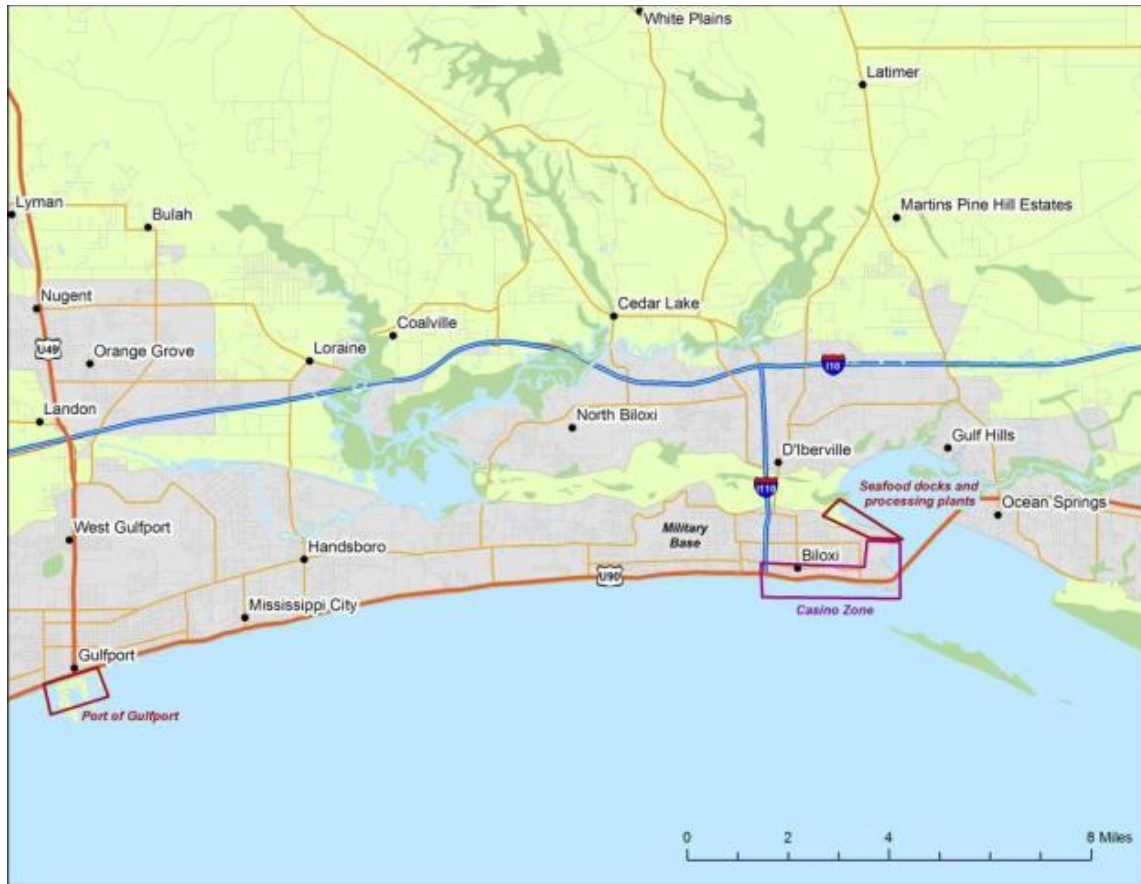 White Plains
Latimer
Lyman
Bulah
Martins Pine Hill Estates
Nugent
Cedar Lake
Coalville
U49
Orange Grove
Loraine
I10
Landon
North Biloxi
Gulf Hills
D'Iberville
I110
Seafood docks and
processing plants
Ocean Springs
West Gulfport
Military
Base
Handsboro
Biloxi
U90
Casino Zone
Mississippi City
Gulfport
Port of Gulfport
0 2 4 8 Miles